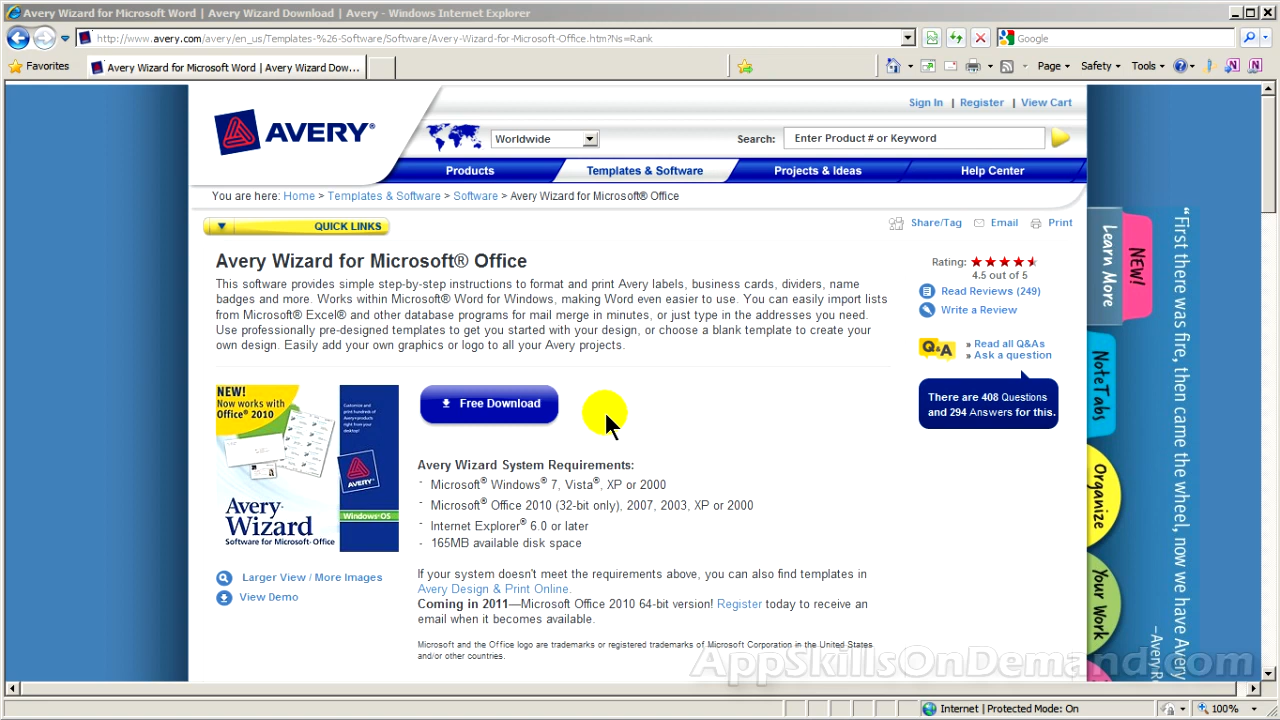 Avery Wizard for Microsoft Word | Avery Wizard Download | Avery - Windows Internet Explorer
http://www.avery.com/avery/en_us/Templates-%26-Software/Software/Avery-Wizard-for-Microsoft-Office.htm?Ns=Rank
Google
Favorites
Avery Wizard for Microsoft Word | Avery Wizard Dow...
Page
Safety
Tools
Sign In | Register | View Cart
AVERY
Worldwide
Search:
Enter Product # or Keyword
Products
Templates & Software
Projects & Ideas
Help Center
You are here: Home > Templates & Software > Software > Avery Wizard for Microsoft® Office
QUICK LINKS
Share/Tag
Email
Print
Avery Wizard for Microsoft® Office
This software provides simple step-by-step instructions to format and print Avery labels, business cards, dividers, name
badges and more. Works within Microsoft® Word for Windows, making Word even easier to use. You can easily import lists
from Microsoft® Excel® and other database programs for mail merge in minutes, or just type in the addresses you need.
Use professionally pre-designed templates to get you started with your design, or choose a blank template to create your
own design. Easily add your own graphics or logo to all your Avery projects.
Rating:
4.5 out of 5
Read Reviews (249)
Write a Review
Q&A
» Read all Q&As
» Ask a question
There are 408 Questions
and 294 Answers for this.
NEW!
Now works with
Office® 2010
Customize and
print hundreds of
Avery products
right from your
desktop!
AVERY
Windows OS
Avery
Wizard
Software for Microsoft® Office
Free Download
Avery Wizard System Requirements:
- Microsoft® Windows® 7, Vista®, XP or 2000
- Microsoft® Office 2010 (32-bit only), 2007, 2003, XP or 2000
- Internet Explorer® 6.0 or later
- 165MB available disk space
Larger View / More Images
View Demo
If your system doesn't meet the requirements above, you can also find templates in
Avery Design & Print Online.
Coming in 2011—Microsoft Office 2010 64-bit version! Register today to receive an
email when it becomes available.
Microsoft and the Office logo are trademarks or registered trademarks of Microsoft Corporation in the United States
and/or other countries.
NEW!
Learn More
NoteTabs
Organize
Your Work
“First there was fire, then came the wheel, now we have Avery
–Avery R
AppSkillsOnDemand.com
Internet | Protected Mode: On
100%